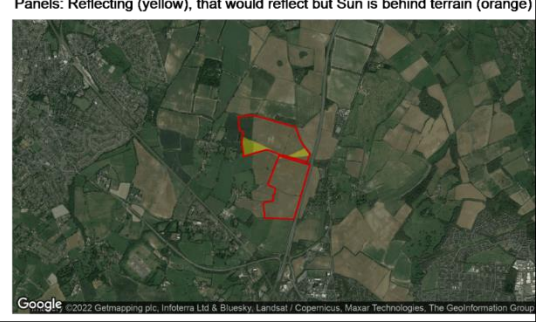 Panels: Reflecting (yellow), that would reflect but Sun is behind terrain (orange)
Google
©2022 Getmapping plc, Infoterra Ltd & Bluesky, Landsat / Copernicus, Maxar Technologies, The GeoInformation Group